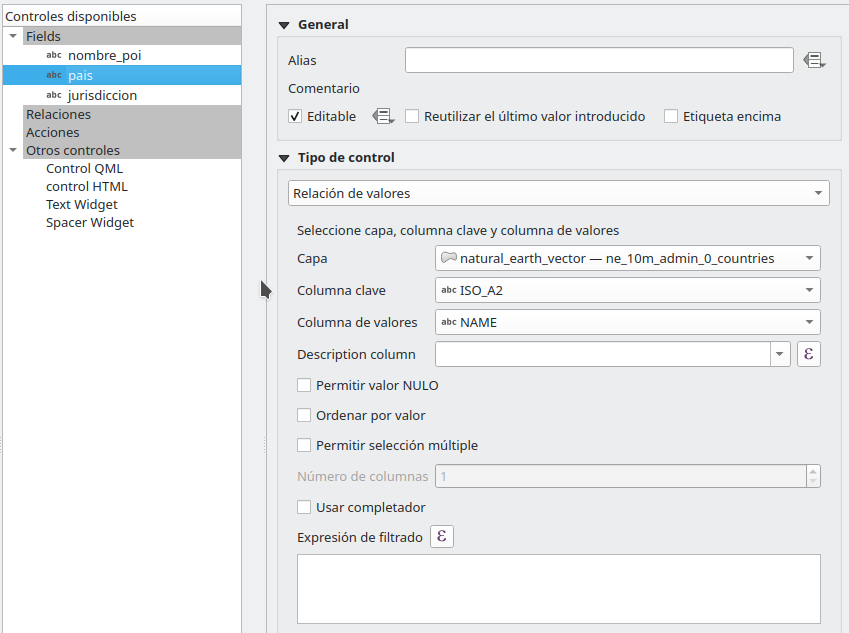 Controles disponibles
Fields
abc nombre_poi
abc pais
abc jurisdiccion
Relaciones
Acciones
Otros controles
Control QML
control HTML
Text Widget
Spacer Widget
General
Alias
Comentario
Editable Reutilizar el último valor introducido Etiqueta encima
Tipo de control
Relación de valores
Seleccione capa, columna clave y columna de valores
Capa natural_earth_vector — ne_10m_admin_0_countries
Columna clave abc ISO_A2
Columna de valores abc NAME
Description column ε
Permitir valor NULO
Ordenar por valor
Permitir selección múltiple
Número de columnas 1
Usar completador
Expresión de filtrado ε